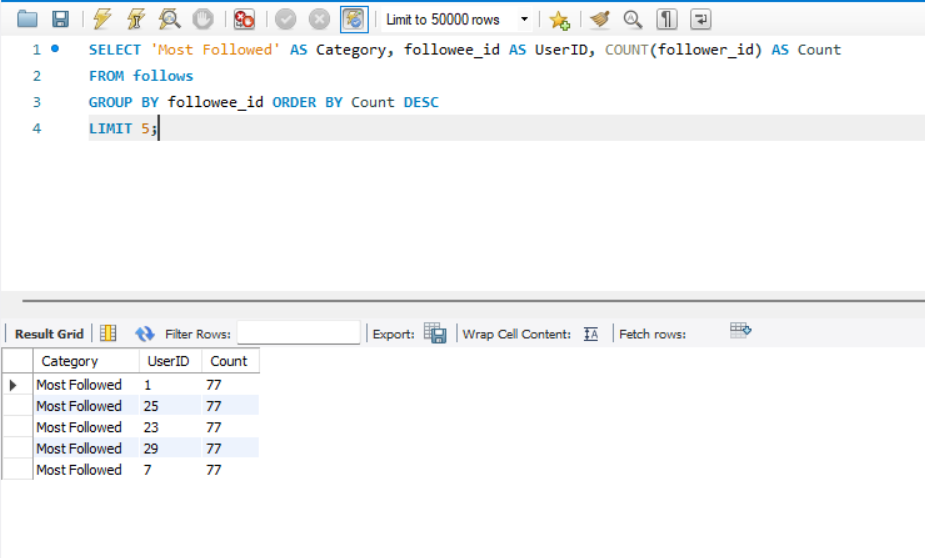 Limit to 50000 rows
1 SELECT 'Most Followed' AS Category, followee_id AS UserID, COUNT(follower_id) AS Count
2 FROM follows
3 GROUP BY followee_id ORDER BY Count DESC
4 LIMIT 5;
Result Grid Filter Rows: Export: Wrap Cell Content: Fetch rows:
Category UserID Count
Most Followed 1 77
Most Followed 25 77
Most Followed 23 77
Most Followed 29 77
Most Followed 7 77